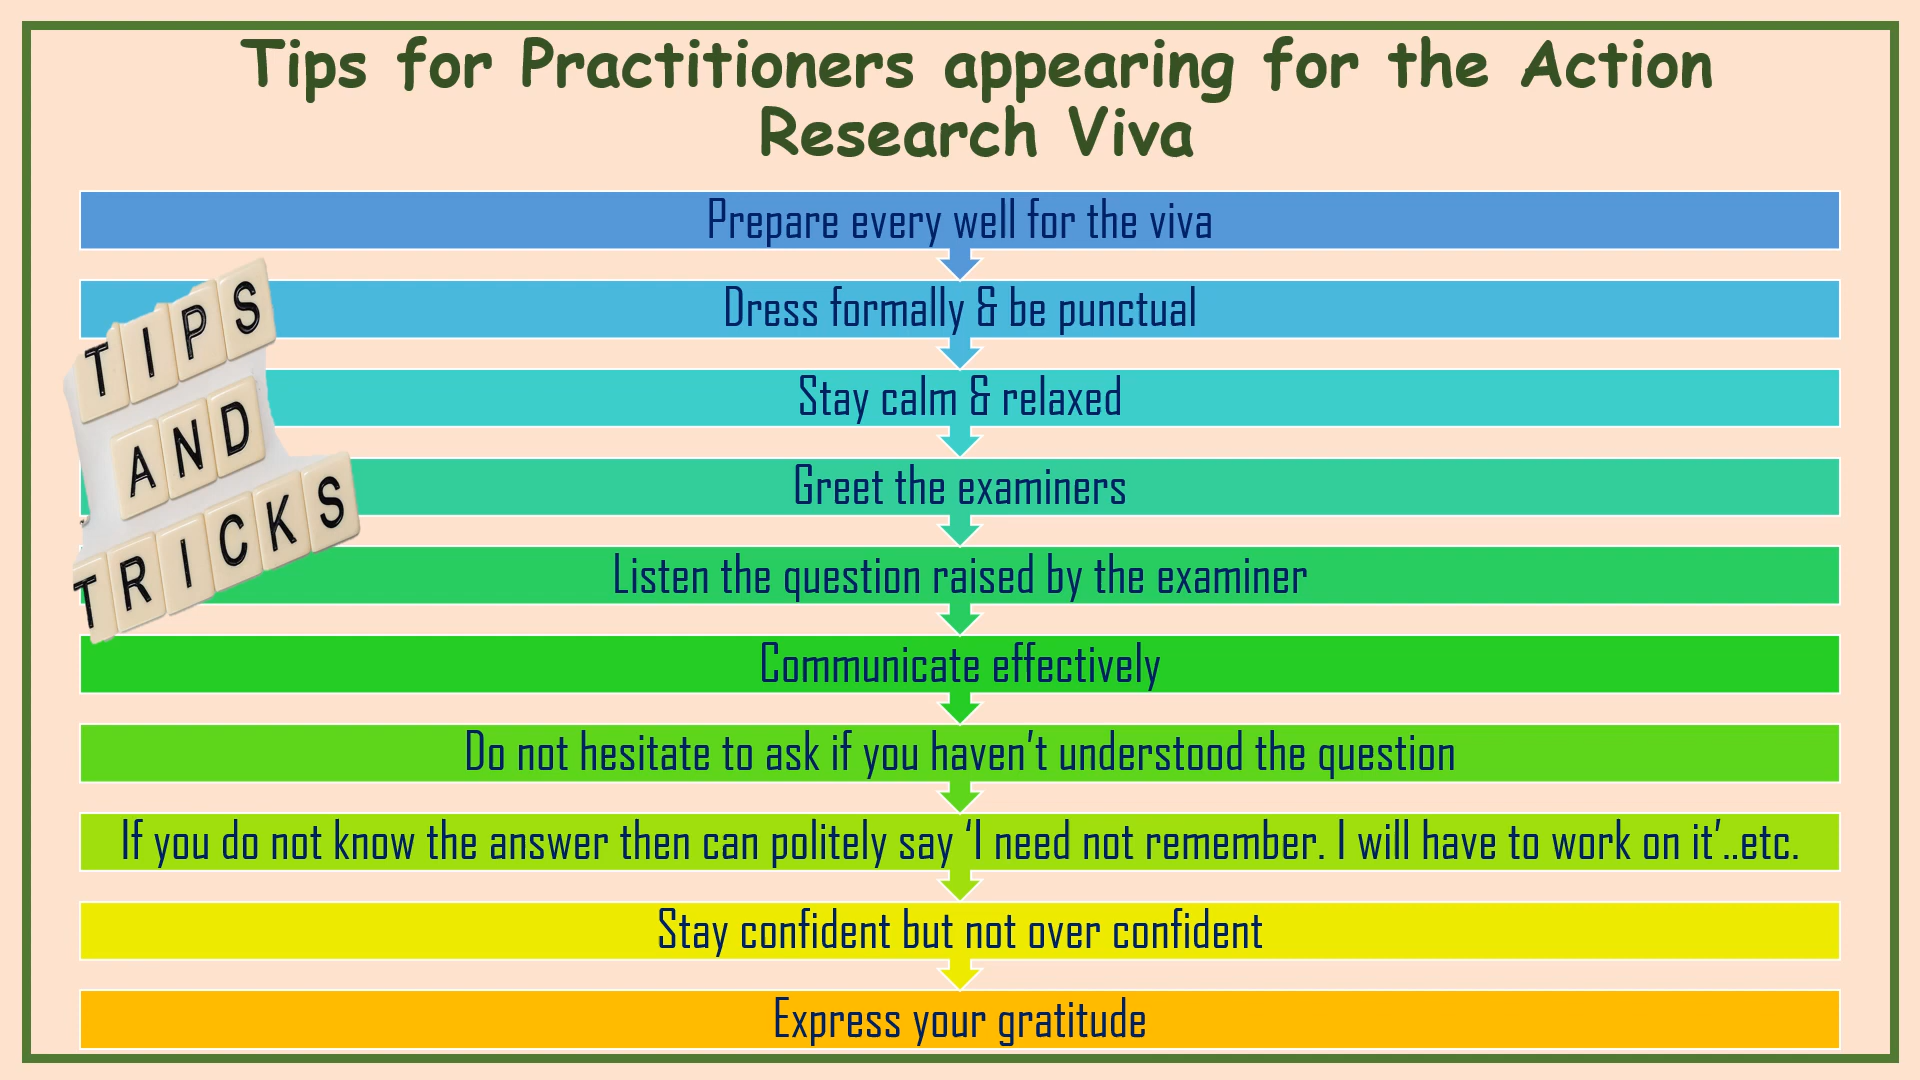 Tips for Practitioners appearing for the Action
Research Viva
Prepare every well for the viva
Dress formally & be punctual
Stay calm & relaxed
Greet the examiners
Listen the question raised by the examiner
Communicate effectively
Do not hesitate to ask if you haven’t understood the question
If you do not know the answer then can politely say ‘I need not remember. I will have to work on it’..etc.
Stay confident but not over confident
Express your gratitude
TIPS
AND
TRICKS